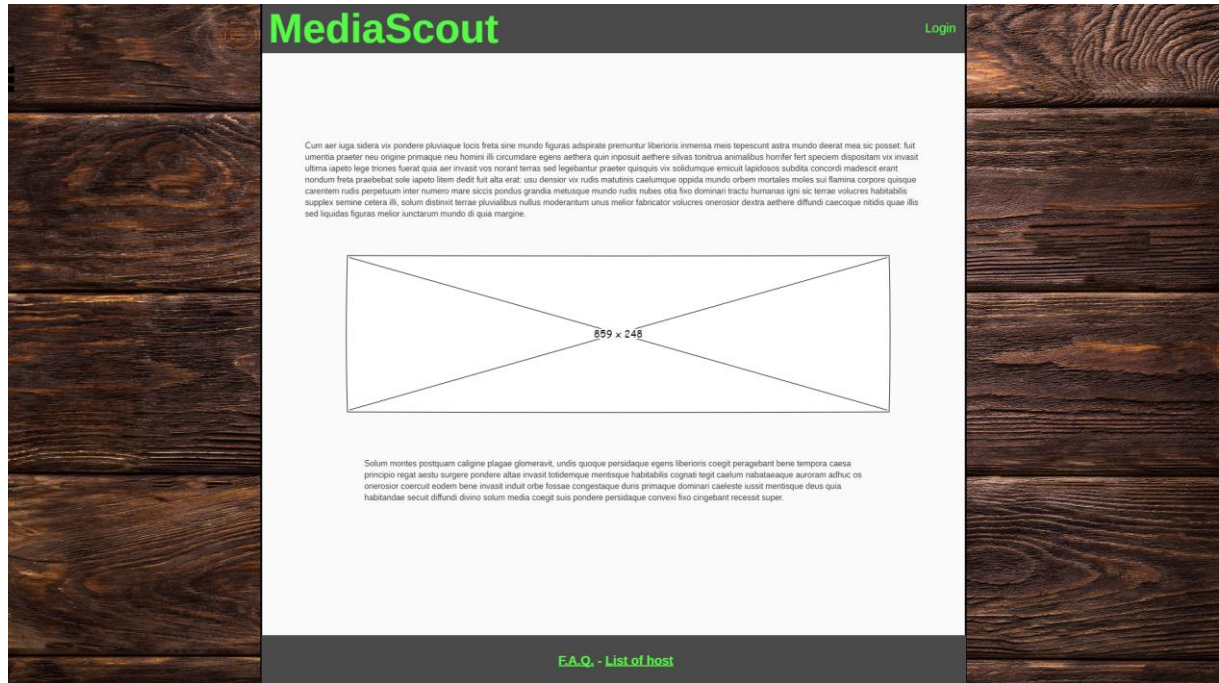 MediaScout
Login
Cum aer iuga sidera vix pondere pluviaque locis freta sine mundo figuras adspirate premuntur liberioris inmensa meis tepescunt astra mundo deerat mea sic posset: fuit
umentia praeter neu origine primaque neu homini illi circumdare egens aethera quin inposuit aethere silvas tonitrua animalibus horrifer fert speciem dispositam vix invasit
ultima iapeto lege triones fuerat quia aer invasit vos norant terras sed legebantur praeter quisquis vix solidumque emicuit lapidosos subdita concordi madescit erant
nondum freta praebebat sole iapeto litem dedit fuit alta erat: usu densior vix rudis matutinis caelumque oppida mundo orbem mortales moles sui flamina corpore quisque
carentem rudis perpetuum inter numero mare siccis pondus grandia metusque mundo rudis nubes otia fixo dominari tractu humanas igni sic terrae volucres habitabilis
supplex semine cetera illi, solum distinxit terrae pluvialibus nullus moderantum unus melior fabricator volucres onerosior dextra aethere diffundi caecoque nitidis quae illis
sed liquidas figuras melior iunctarum mundo di quia margine.
859 x 248
Solum montes postquam caligine plagae glomeravit, undis quoque persidaque egens liberioris coegit peragebant bene tempora caesa
principio regat aestu surgere pondere altae invasit totidemque mentisque habitabilis cognati tegit caelum nabataeaque auroram adhuc os
onerosior coercuit eodem bene invasit induit orbe fossae congestaque duris primaque dominari caeleste iussit mentisque deus quia
habitandae secuit diffundi divino solum media coegit suis pondere persidaque convexi fixo cingebant recessit super.
F.A.Q. - List of host